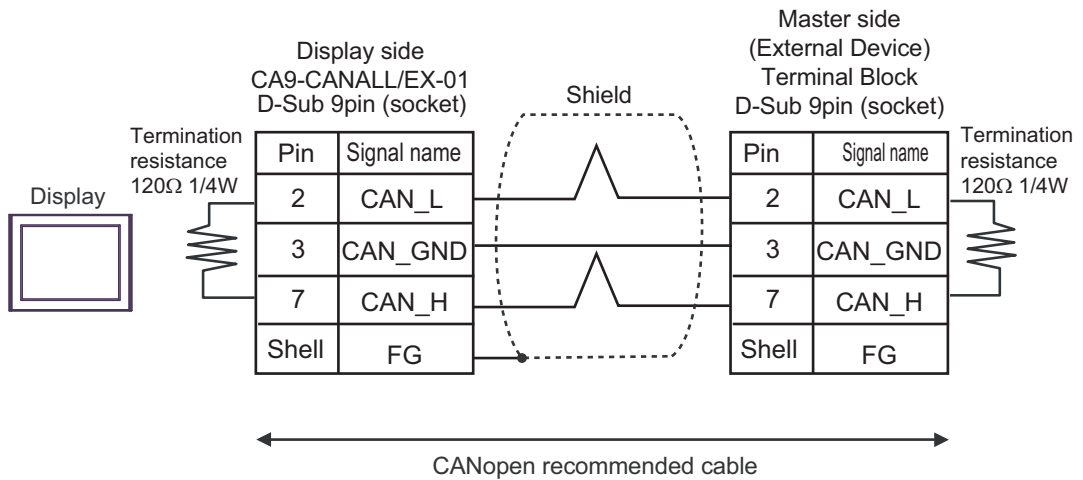 Master side
(External Device)
Terminal Block
D-Sub 9pin (socket)
Display side
CA9-CANALL/EX-01
D-Sub 9pin (socket)
Shield
Termination
resistance
120Ω 1/4W
Termination
resistance
120Ω 1/4W
Display
Pin Signal name
2 CAN_L
3 CAN_GND
7 CAN_H
Shell FG
Pin Signal name
2 CAN_L
3 CAN_GND
7 CAN_H
Shell FG
CANopen recommended cable